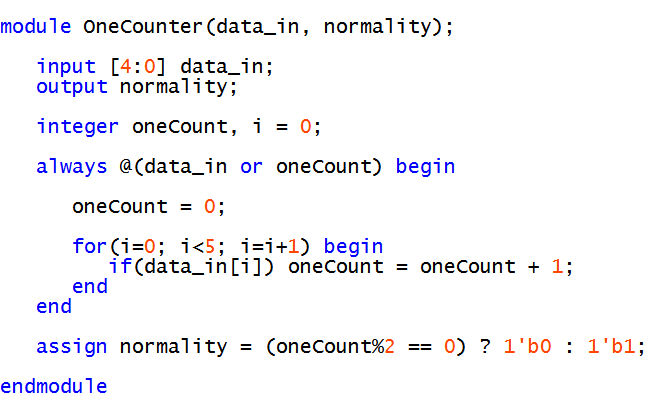 module OneCounter(data_in, normality);
input [4:0] data_in;
output normality;
integer oneCount, i = 0;
always @(data_in or oneCount) begin
oneCount = 0;
for(i=0; i<5; i=i+1) begin
if(data_in[i]) oneCount = oneCount + 1;
end
end
assign normality = (oneCount%2 == 0) ? 1'b0 : 1'b1;
endmodule